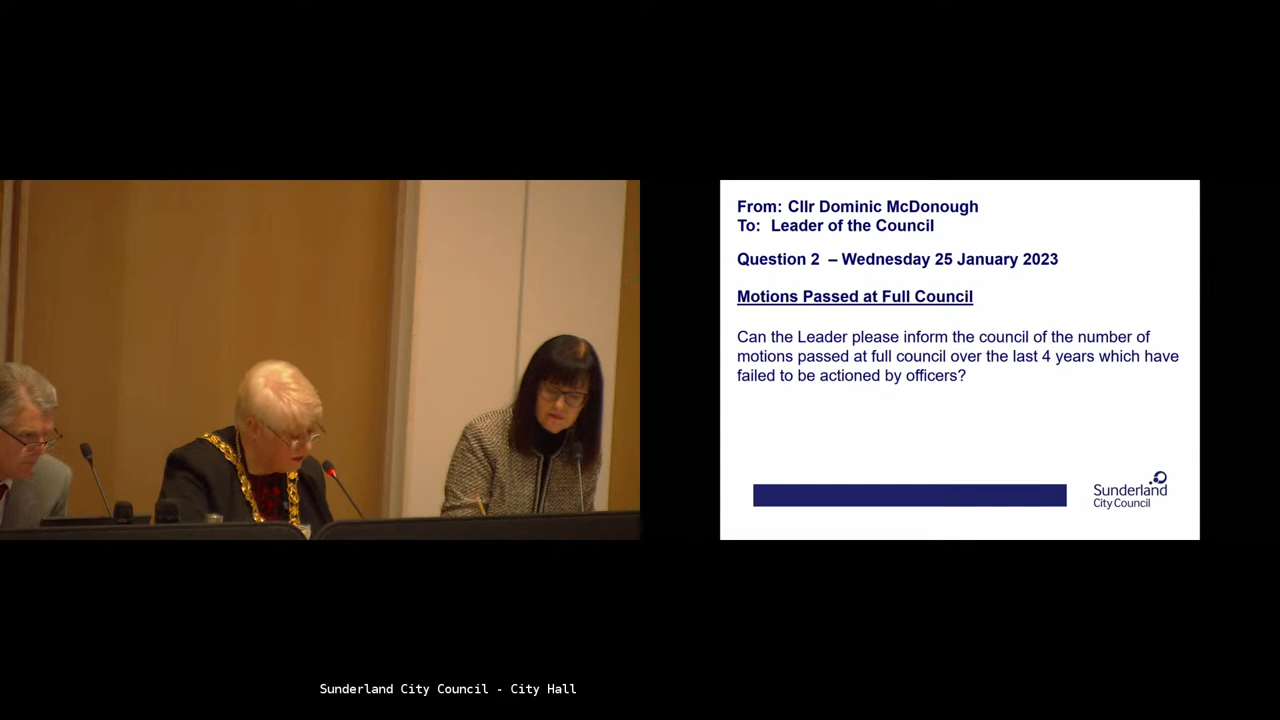 From: Cllr Dominic McDonough
To: Leader of the Council
Question 2 – Wednesday 25 January 2023
Motions Passed at Full Council
Can the Leader please inform the council of the number of
motions passed at full council over the last 4 years which have
failed to be actioned by officers?
Sunderland
City Council
Sunderland City Council - City Hall